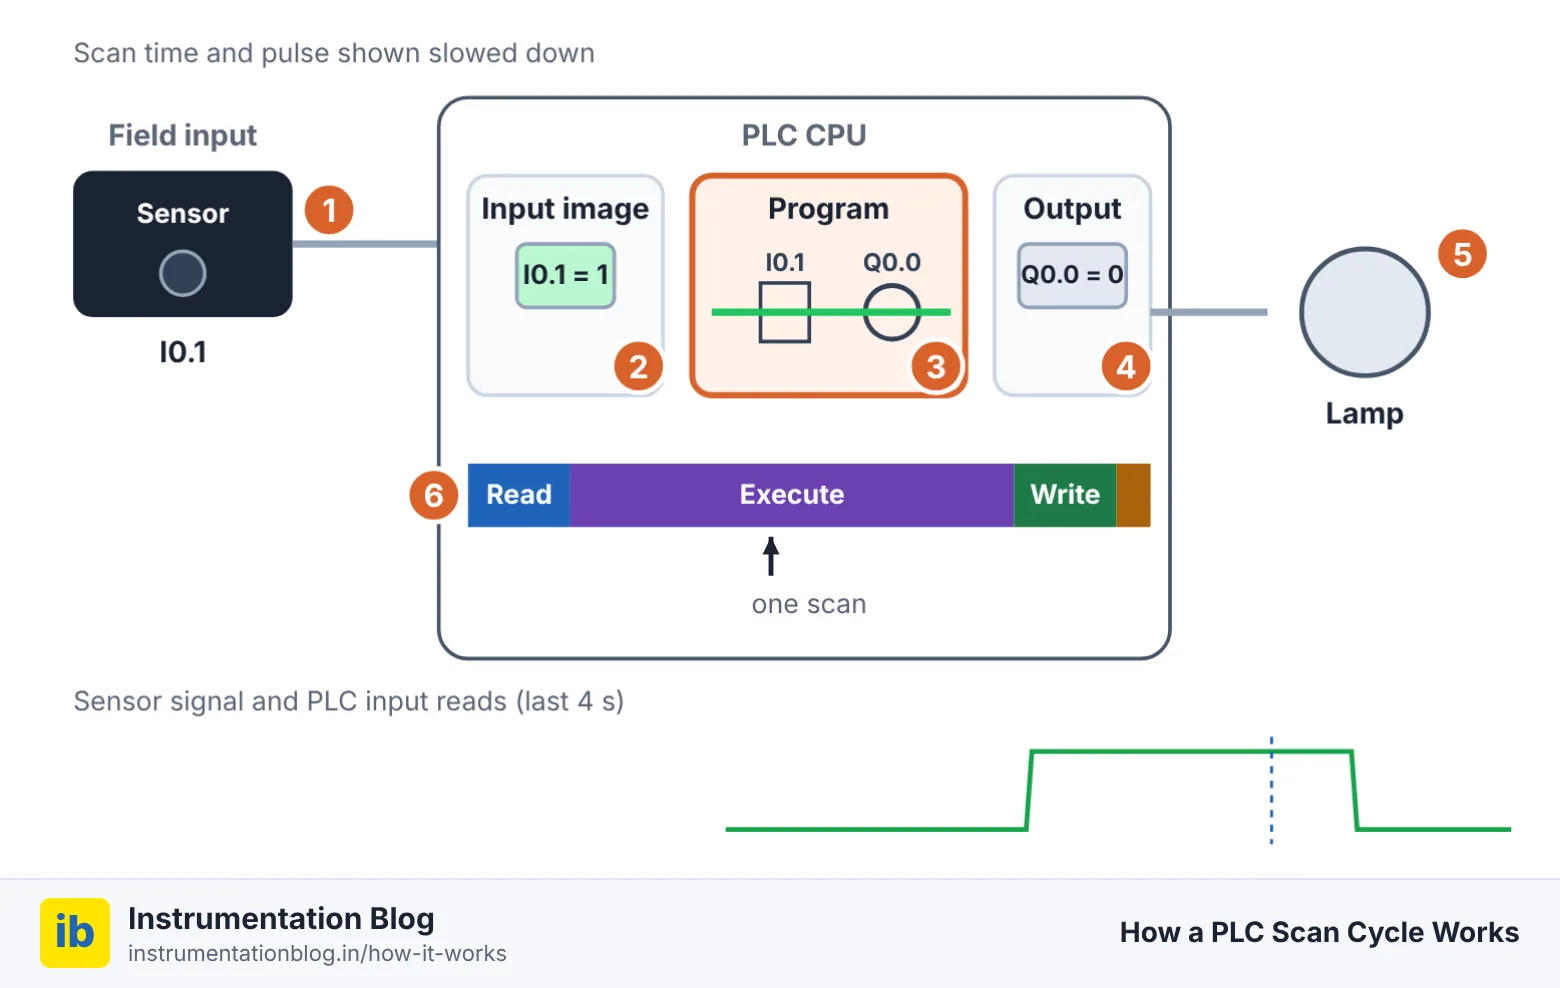 Scan time and pulse shown slowed down
Field input
PLC CPU
Sensor
1
I0.1
Input image
I0.1 = 1
2
Program
I0.1
Q0.0
3
Output
Q0.0 = 0
4
5
Lamp
6
Read
Execute
Write
one scan
Sensor signal and PLC input reads (last 4 s)
ib
Instrumentation Blog
instrumentationblog.in/how-it-works
How a PLC Scan Cycle Works